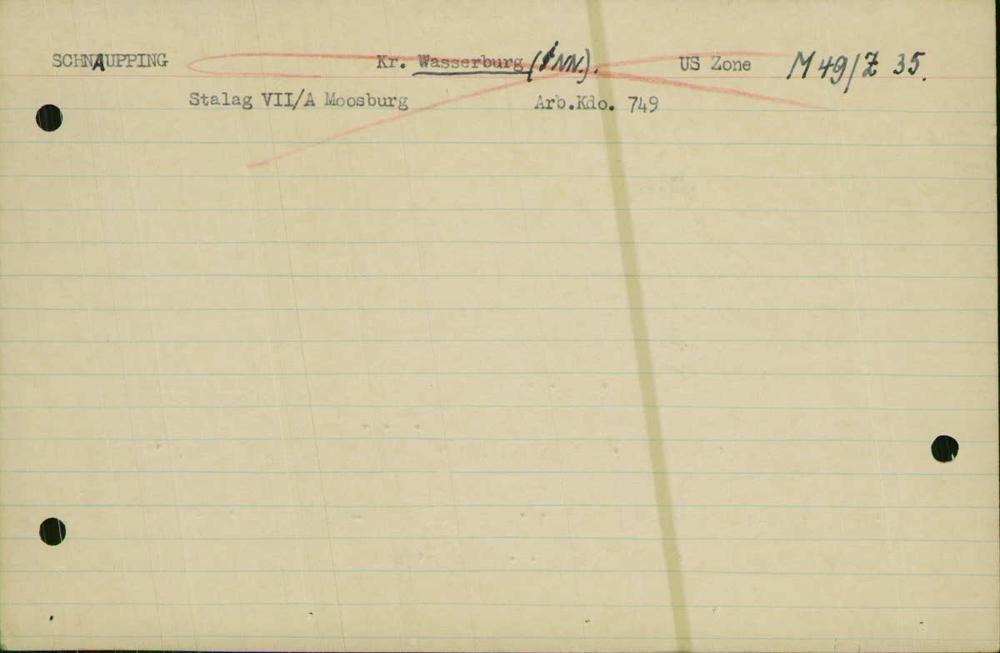 SCHNAUPPING Kr. Wasserburg (INN). US Zone M49/Z 35.
Stalag VII/A Moosburg Arb.Kdo. 749